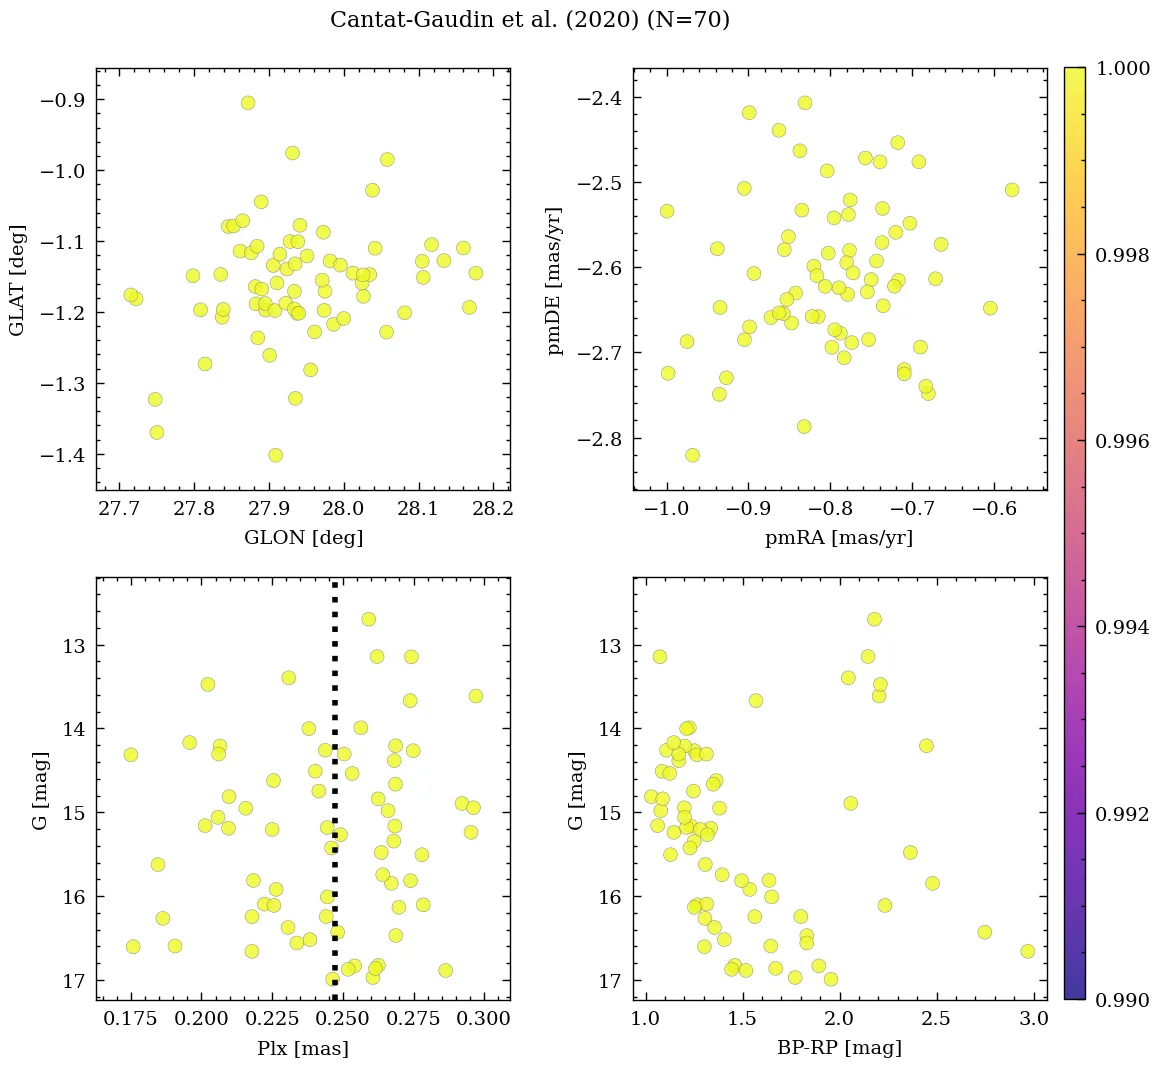 Cantat-Gaudin et al. (2020) (N=70)
−0.9
−1.0
−1.1
−1.2
−1.3
−1.4
GLAT [deg]
27.7 27.8 27.9 28.0 28.1 28.2
GLON [deg]
−2.4
−2.5
−2.6
−2.7
−2.8
pmDE [mas/yr]
−1.0 −0.9 −0.8 −0.7 −0.6
pmRA [mas/yr]
13
14
15
16
17
G [mag]
0.175 0.200 0.225 0.250 0.275 0.300
Plx [mas]
13
14
15
16
17
G [mag]
1.0 1.5 2.0 2.5 3.0
BP-RP [mag]
1.000
0.998
0.996
0.994
0.992
0.990